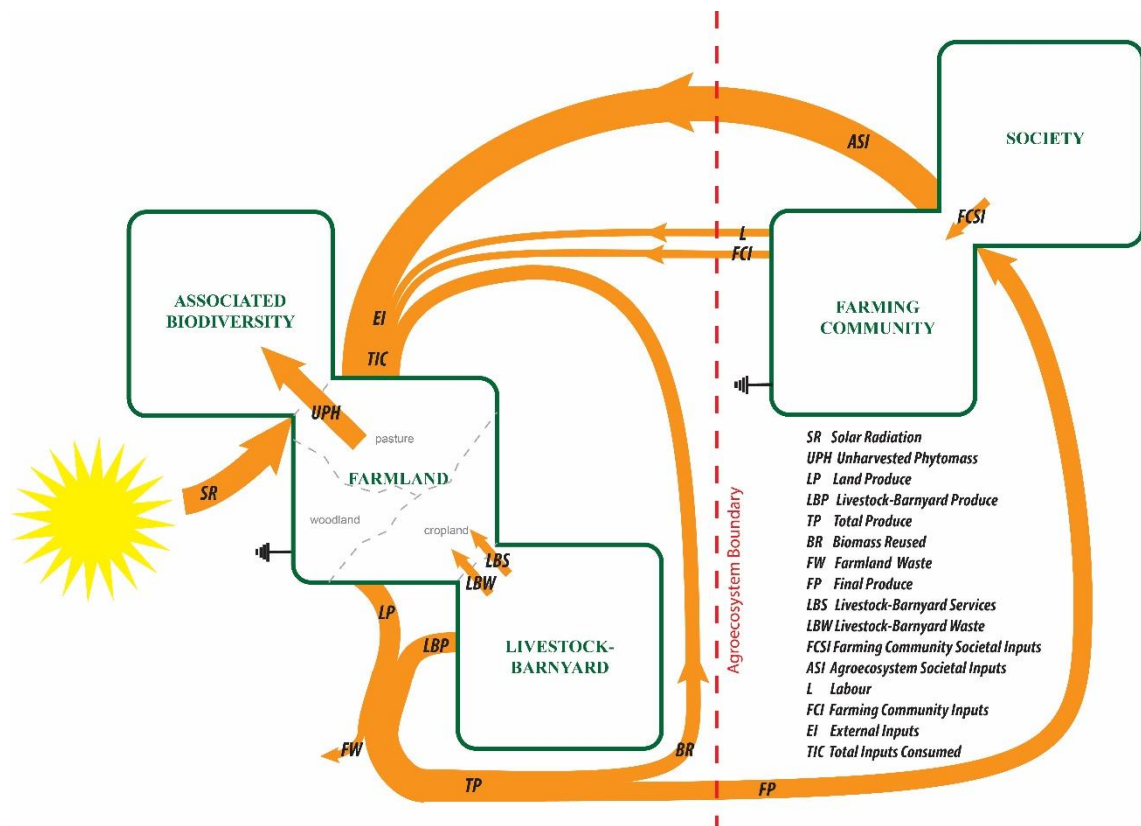 SOCIETY
ASI
FCSI
L
FCI
ASSOCIATED
BIODIVERSITY
FARMING
COMMUNITY
EI
TIC
UPH
pasture
SR
FARMLAND
woodland
cropland
LBS
LBW
LP
LBP
LIVESTOCK-
BARNYARD
FW
TP
BR
FP
Agroecosystem Boundary
SR Solar Radiation
UPH Unharvested Phytomass
LP Land Produce
LBP Livestock-Barnyard Produce
TP Total Produce
BR Biomass Reused
FW Farmland Waste
FP Final Produce
LBS Livestock-Barnyard Services
LBW Livestock-Barnyard Waste
FCSI Farming Community Societal Inputs
ASI Agroecosystem Societal Inputs
L Labour
FCI Farming Community Inputs
EI External Inputs
TIC Total Inputs Consumed